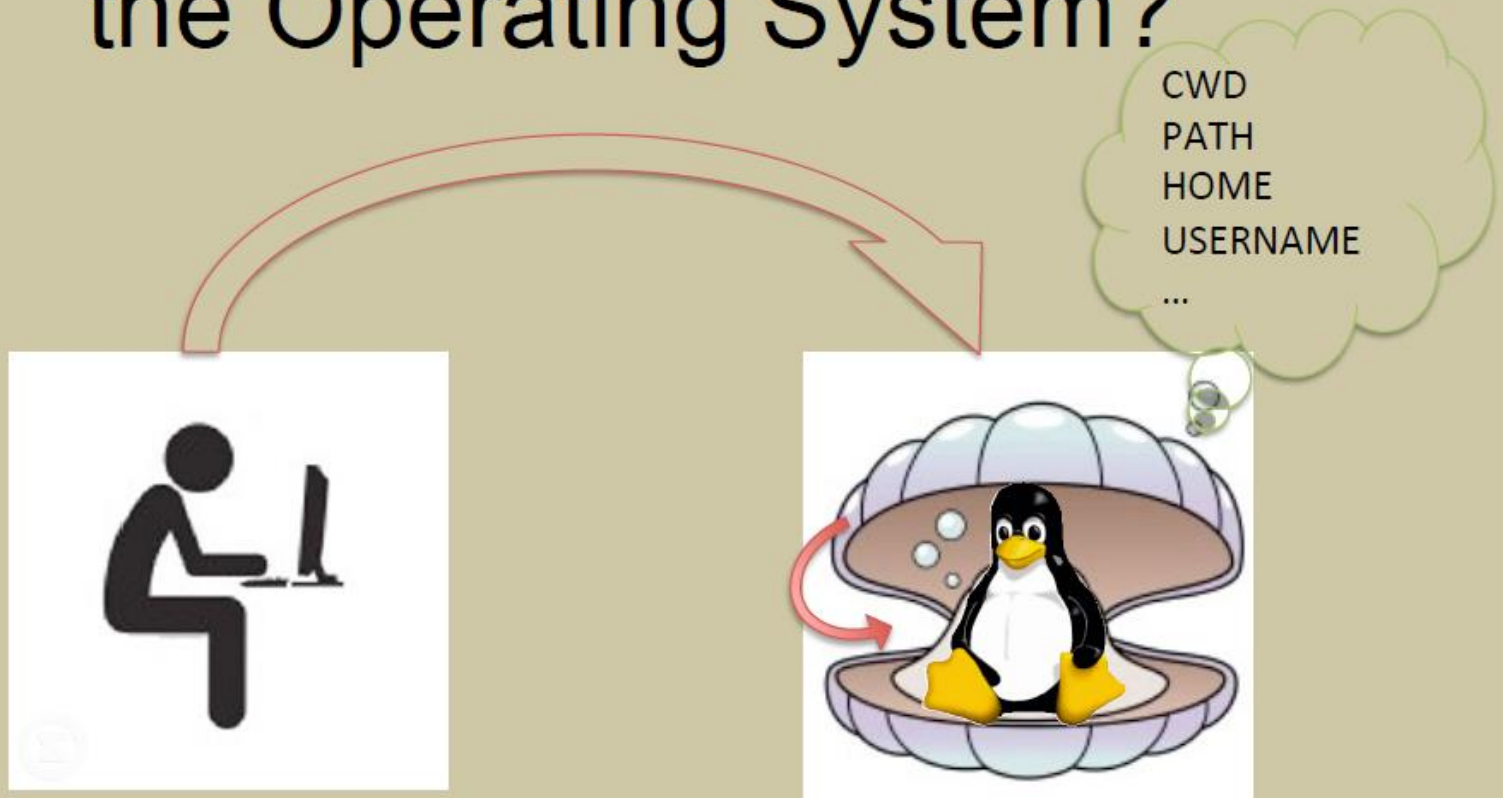 the Operating System?
CWD
PATH
HOME
USERNAME
...